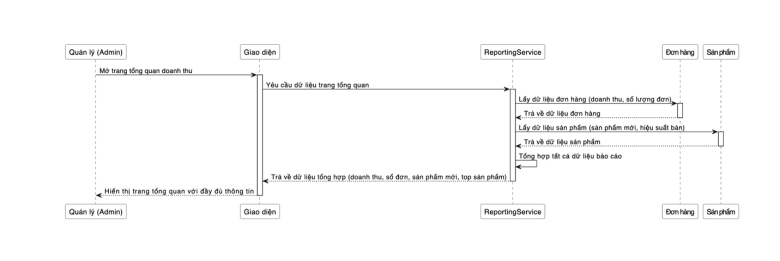 Quản lý (Admin)
Giao diện
ReportingService
Đơn hàng
Sản phẩm
Mở trang tổng quan doanh thu
Yêu cầu dữ liệu trang tổng quan
Lấy dữ liệu đơn hàng (doanh thu, số lượng đơn)
Trả về dữ liệu đơn hàng
Lấy dữ liệu sản phẩm (sản phẩm mới, hiệu suất bán)
Trả về dữ liệu sản phẩm
Tổng hợp tất cả dữ liệu báo cáo
Trả về dữ liệu tổng hợp (doanh thu, số đơn, sản phẩm mới, top sản phẩm)
Hiển thị trang tổng quan với đầy đủ thông tin
Quản lý (Admin)
Giao diện
ReportingService
Đơn hàng
Sản phẩm